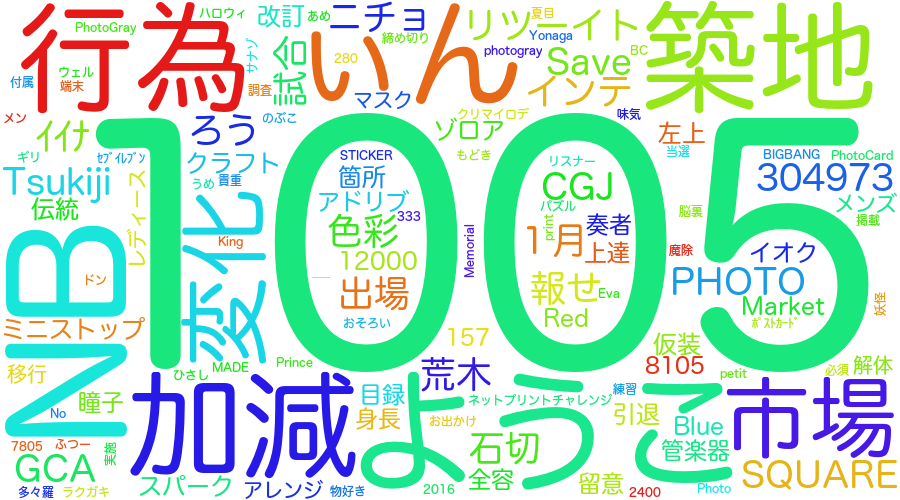 行為
いん
築地
1005
NB
変化
加減
ようこ
市場
PhotoGray
ハロウィ
改訂
あめ
ニチョ
締め切り
リツーイト
夏目
Yonaga
photogray
BC
Save
280
サナソ
試合
付属
ウェル
端末
調査
マスク
インテ
メン
イイナ
ろう
のぶこ
ゾロア
クリマイロデ
味気
左上
ギリ
セブイレブン
クラフト
STICKER
もどき
リスナー
当選
BIGBANG
PhotoCard
Tsukiji
うめ
貴重
箇所
CGJ
304973
伝統
レディース
アドリブ
333
パズル
脳裏
メンズ
掲載
色彩
print
奏者
King
12000
Memorial
1月
上達
魔除
イオク
ドン
出場
報せ
Eva
PHOTO
Market
妖怪
ミニストップ
おそろい
Red
ポストカード
157
仮装
移行
MADE
Prince
荒木
8105
解体
ひさし
petit
必須
瞳子
No
目録
身長
ネットプリントチャレンジ
練習
お出かけ
引退
Blue
7805
ふつー
実施
石切
管楽器
GCA
スパーク
全容
留意
SQUARE
多々羅
ラクガキ
アレンジ
物好き
2016
2400
Photo